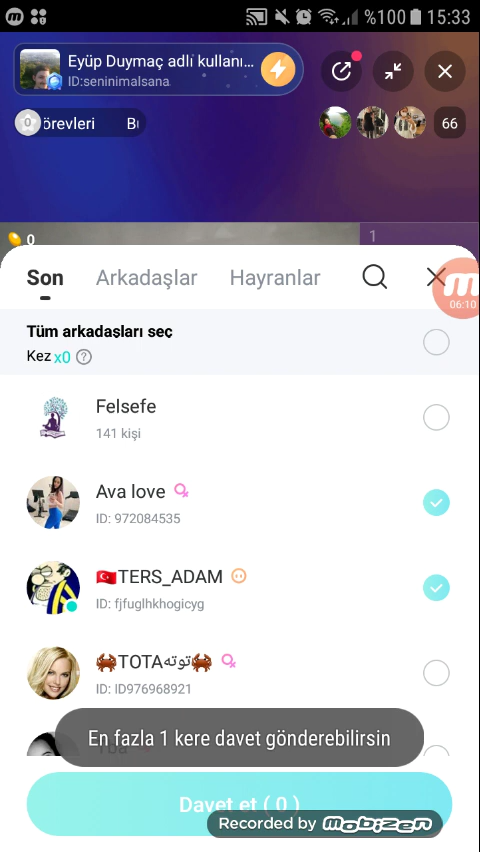 %100 15:33
Eyüp Duymaç adli kullanı...
ID:seninimalsana
0 örevleri
66
0
1
Son Arkadaşlar Hayranlar
06:10
Tüm arkadaşları seç
Kez x0 ?
Felsefe
141 kişi
Ava love
ID: 972084535
🇹🇷TERS_ADAM
ID: fjfuglhkhogicyg
🦀TOTAتوته🦀
ID: ID976968921
En fazla 1 kere davet gönderebilirsin
Davet et ( 0 )
Recorded by mobizen